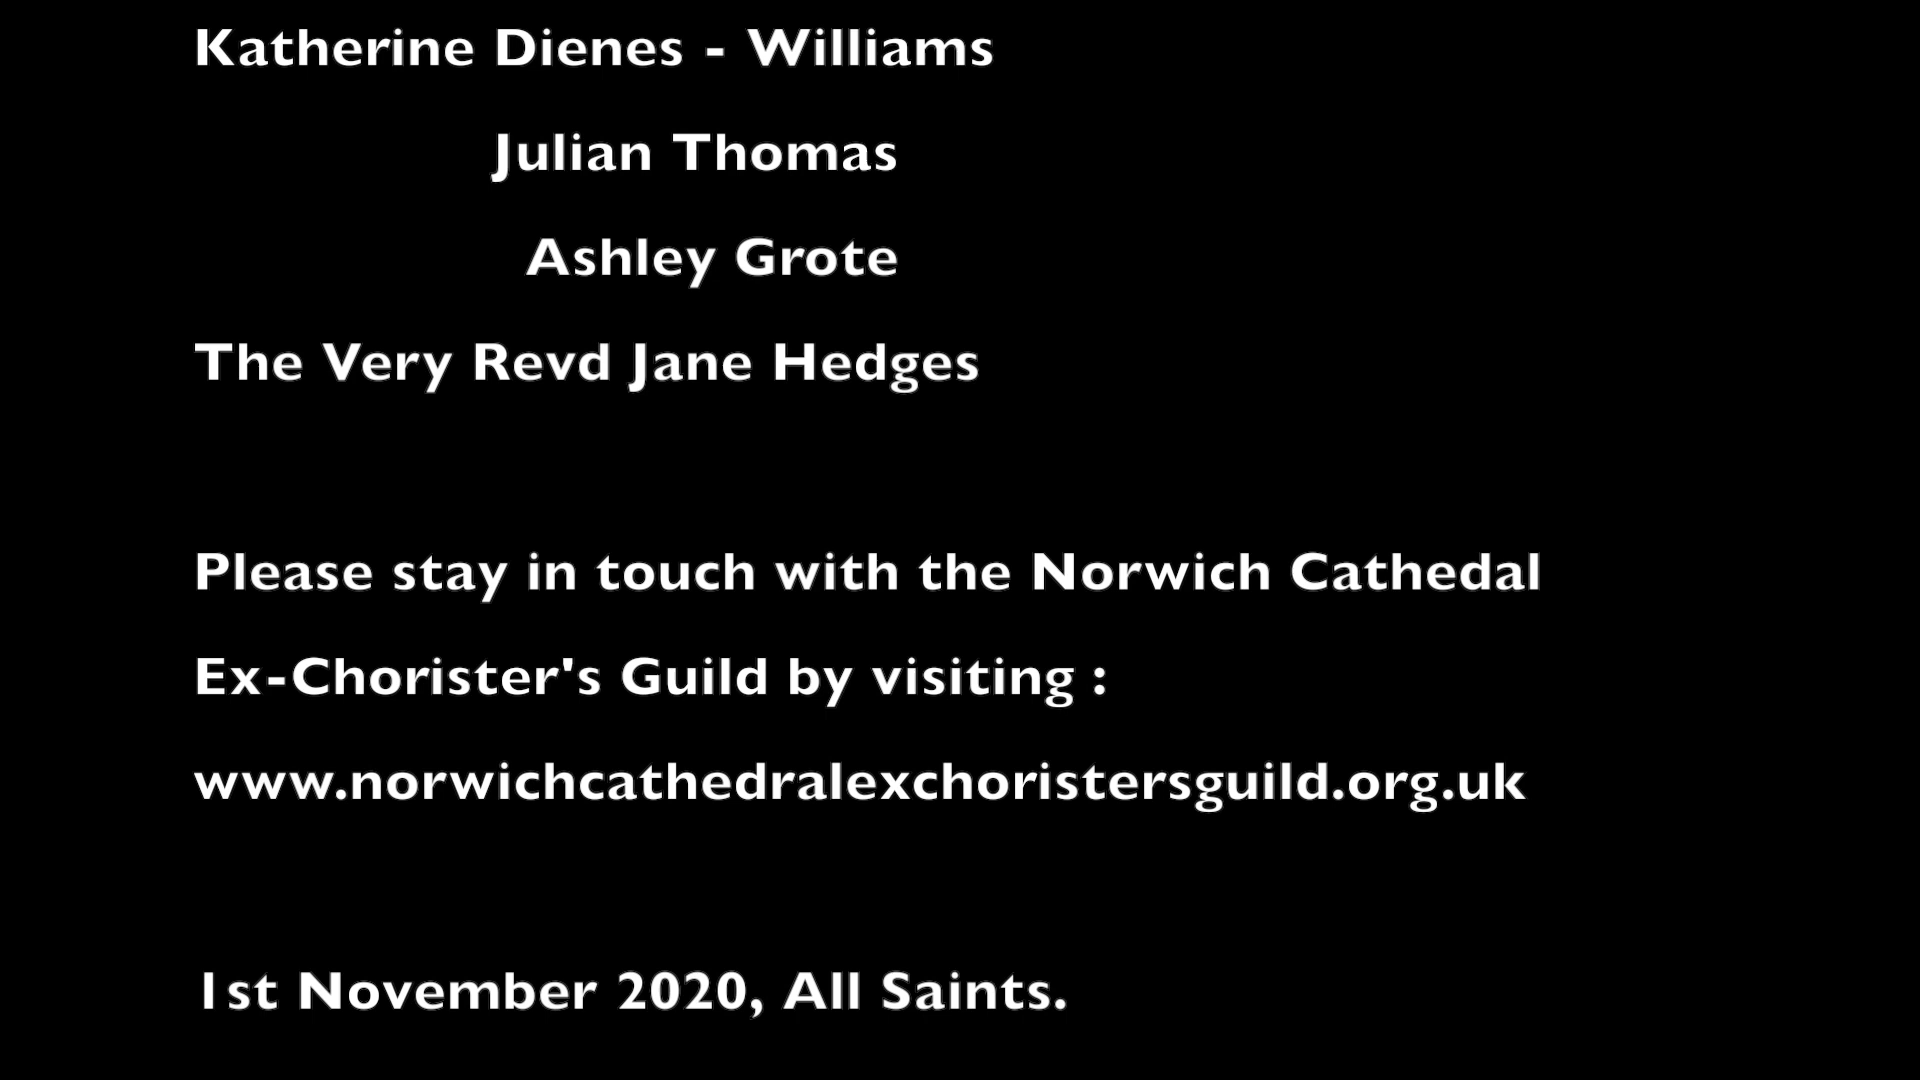 Katherine Dienes - Williams
Julian Thomas
Ashley Grote
The Very Revd Jane Hedges
Please stay in touch with the Norwich Cathedal
Ex-Chorister's Guild by visiting :
www.norwichcathedralexchoristersguild.org.uk
1st November 2020, All Saints.